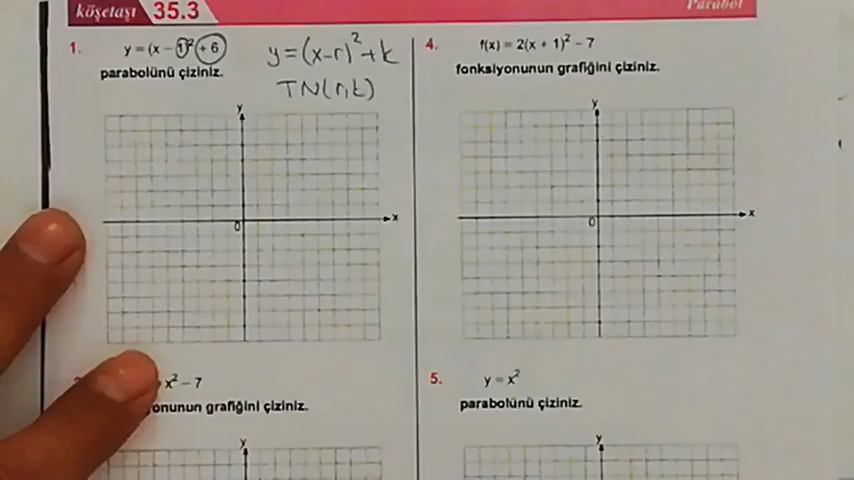 köşetaşı 35.3
Parabol
1. y = (x – 1)² + 6
parabolünü çiziniz.
y=(x-r)²+k
TN(r,k)
y
0
x
x² – 7
onunun grafiğini çiziniz.
y
4. f(x) = 2(x + 1)² – 7
fonksiyonunun grafiğini çiziniz.
y
0
x
5. y = x²
parabolünü çiziniz.
y